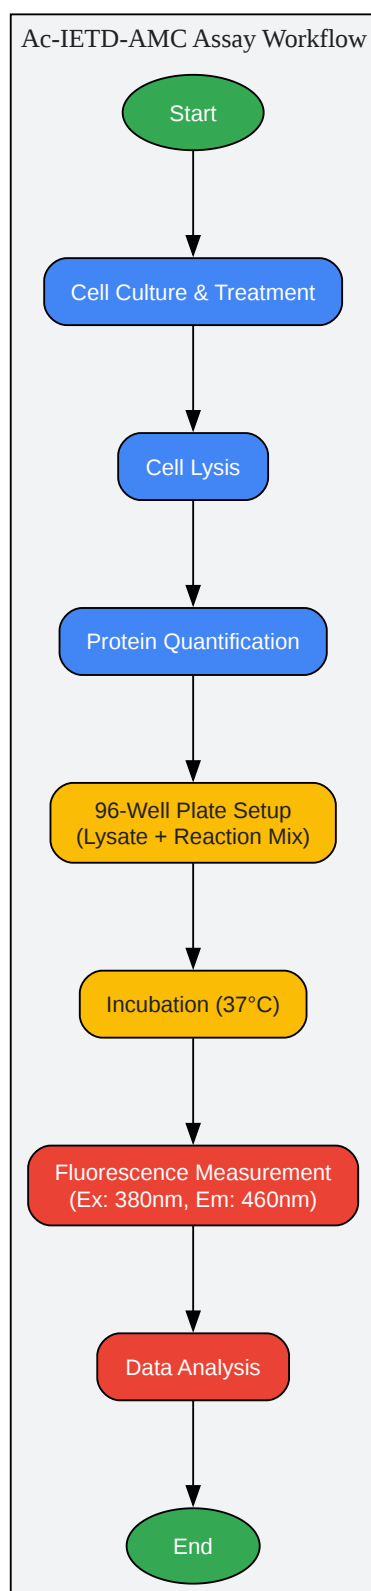 Ac-IETD-AMC Assay Workflow
Start
Cell Culture & Treatment
Cell Lysis
Protein Quantification
96-Well Plate Setup
(Lysate + Reaction Mix)
Incubation (37°C)
Fluorescence Measurement
(Ex: 380nm, Em: 460nm)
Data Analysis
End